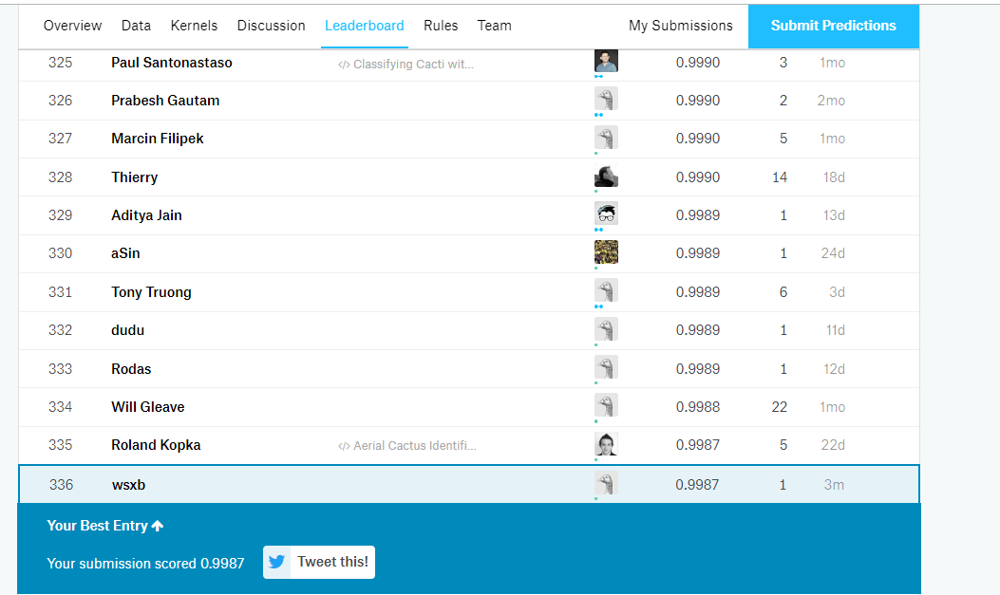 Overview Data Kernels Discussion Leaderboard Rules Team My Submissions Submit Predictions
325 Paul Santonastaso </> Classifying Cacti wit... 0.9990 3 1mo
326 Prabesh Gautam 0.9990 2 2mo
327 Marcin Filipek 0.9990 5 1mo
328 Thierry 0.9990 14 18d
329 Aditya Jain 0.9989 1 13d
330 aSin 0.9989 1 24d
331 Tony Truong 0.9989 6 3d
332 dudu 0.9989 1 11d
333 Rodas 0.9989 1 12d
334 Will Gleave 0.9988 22 1mo
335 Roland Kopka </> Aerial Cactus Identifi... 0.9987 5 22d
336 wsxb 0.9987 1 3m
Your Best Entry ↑
Your submission scored 0.9987 Tweet this!